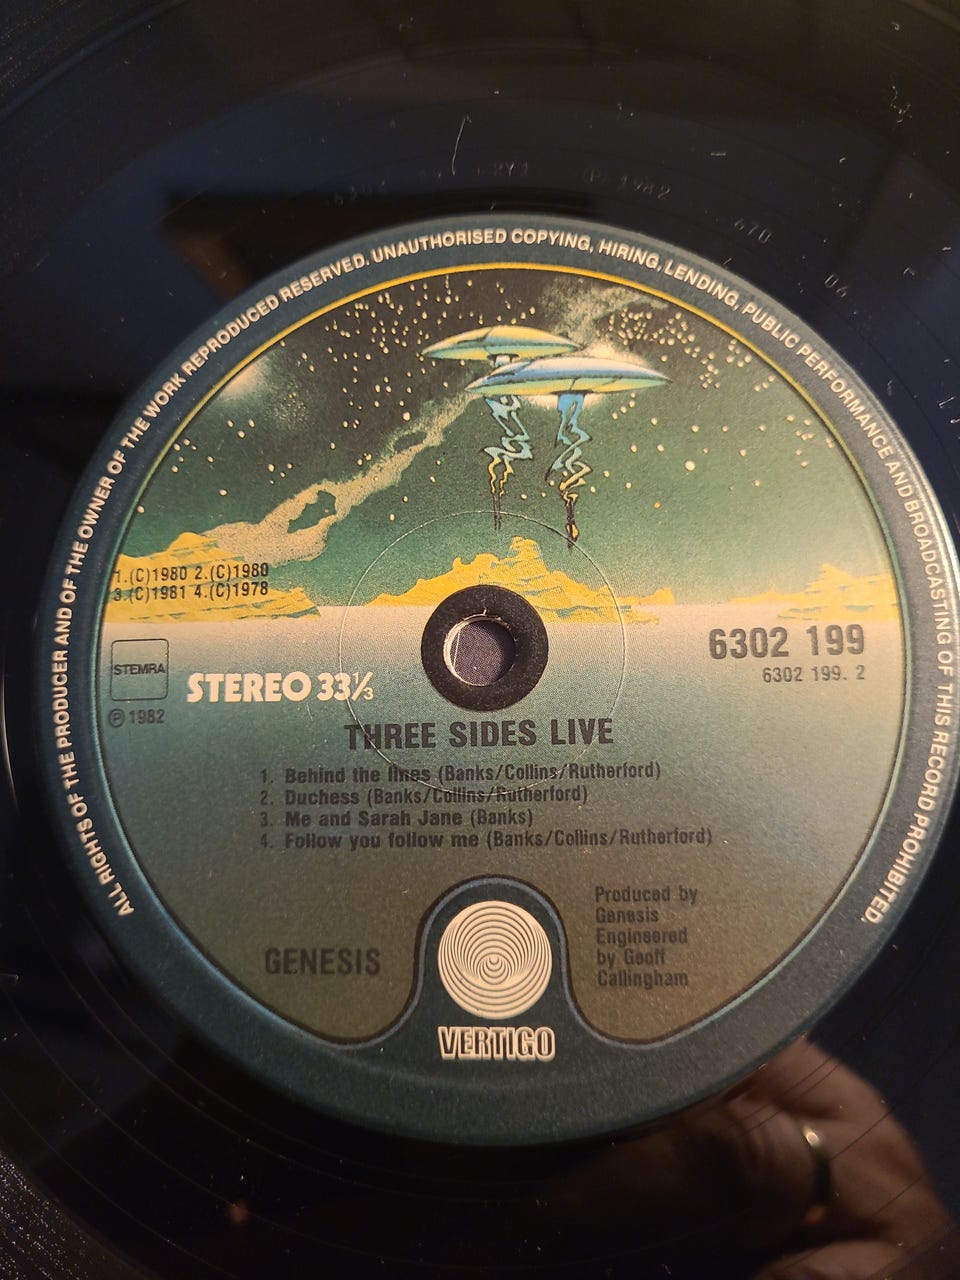 P 1982
670
06
ALL RIGHTS OF THE PRODUCER AND OF THE OWNER OF THE WORK REPRODUCED RESERVED. UNAUTHORISED COPYING, HIRING, LENDING, PUBLIC PERFORMANCE AND BROADCASTING OF THIS RECORD PROHIBITED.
1.(C)1980 2.(C)1980
3.(C)1981 4.(C)1978
STEMRA
STEREO 33⅓
℗ 1982
6302 199
6302 199. 2
THREE SIDES LIVE
1. Behind the lines (Banks/Collins/Rutherford)
2. Duchess (Banks/Collins/Rutherford)
3. Me and Sarah Jane (Banks)
4. Follow you follow me (Banks/Collins/Rutherford)
GENESIS
Produced by
Genesis
Engineered
by Geoff
Callingham
VERTIGO